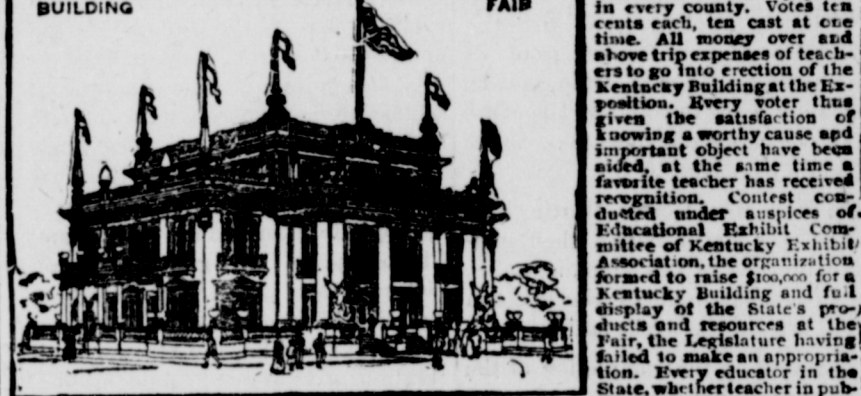 BUILDING
FAIR
in every county. Votes ten
cents each, ten cast at one
time. All money over and
above trip expenses of teach-
ers to go into erection of the
Kentucky Building at the Ex-
position. Every voter thus
given the satisfaction of
knowing a worthy cause and
important object have been
aided, at the same time a
favorite teacher has received
recognition. Contest con-
ducted under auspices of
Educational Exhibit Com-
mittee of Kentucky Exhibit
Association, the organization
formed to raise $100,000 for a
Kentucky Building and full
display of the State's pro-
ducts and resources at the
Fair, the Legislature having
failed to make an appropria-
tion. Every educator in the
State, whether teacher in pub-